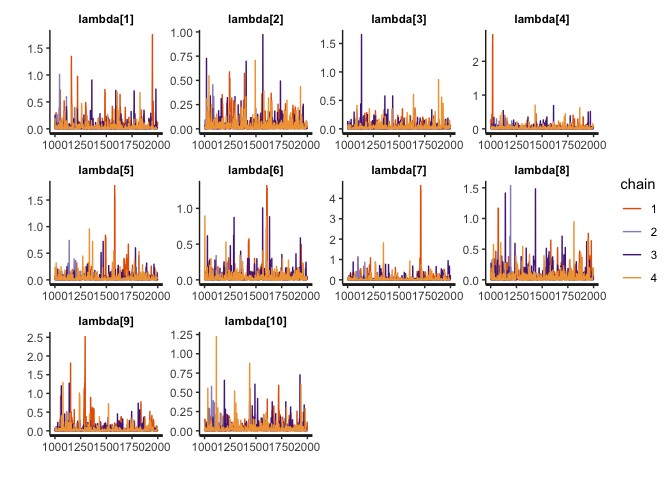 lambda[1] lambda[2] lambda[3] lambda[4]
1.5 1.0 0.5 0.0
1.00 0.75 0.50 0.25 0.00
1.5 1.0 0.5 0.0
2 1 0
10001250150017502000 10001250150017502000 10001250150017502000 10001250150017502000
lambda[5] lambda[6] lambda[7] lambda[8]
1.5 1.0 0.5 0.0
1.0 0.5 0.0
4 3 2 1 0
1.5 1.0 0.5 0.0
10001250150017502000 10001250150017502000 10001250150017502000 10001250150017502000
lambda[9] lambda[10]
2.5 2.0 1.5 1.0 0.5 0.0
1.25 1.00 0.75 0.50 0.25 0.00
10001250150017502000 10001250150017502000
chain
1
2
3
4